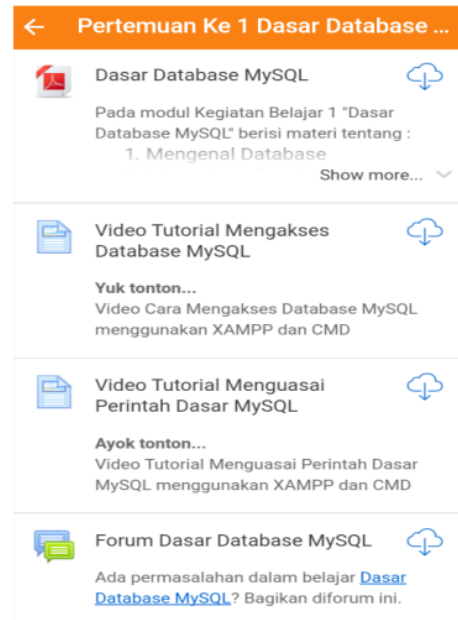 Pertemuan Ke 1 Dasar Database ...
Dasar Database MySQL
Pada modul Kegiatan Belajar 1 "Dasar
Database MySQL" berisi materi tentang :
1. Mengenal Database
Show more...
Video Tutorial Mengakses
Database MySQL
Yuk tonton...
Video Cara Mengakses Database MySQL
menggunakan XAMPP dan CMD
Video Tutorial Menguasai
Perintah Dasar MySQL
Ayok tonton...
Video Tutorial Menguasai Perintah Dasar
MySQL menggunakan XAMPP dan CMD
Forum Dasar Database MySQL
Ada permasalahan dalam belajar Dasar
Database MySQL? Bagikan diforum ini.